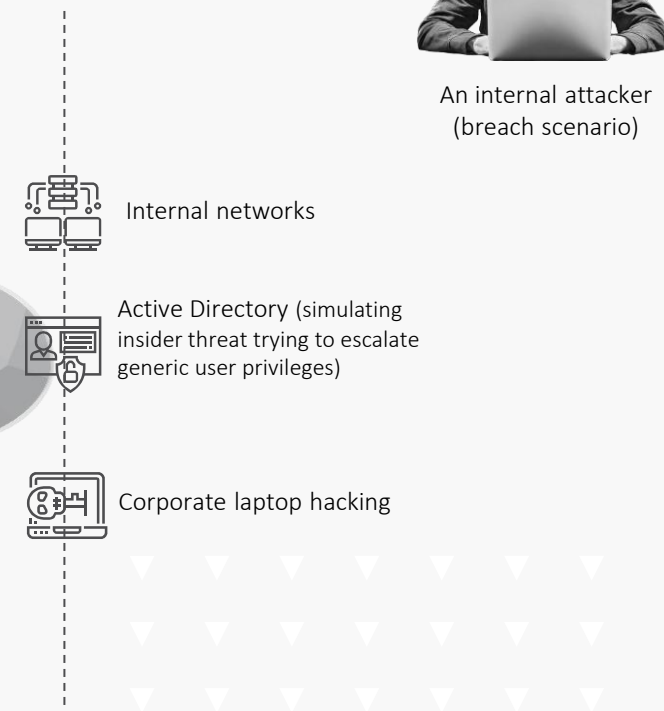 An internal attacker
(breach scenario)
Internal networks
Active Directory (simulating
insider threat trying to escalate
generic user privileges)
Corporate laptop hacking